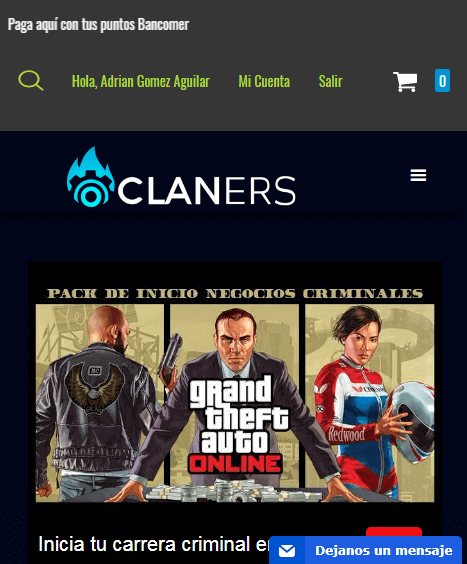 Paga aquí con tus puntos Bancomer
Hola, Adrian Gomez Aguilar
Mi Cuenta
Salir
0
CLANERS
PACK DE INICIO NEGOCIOS CRIMINALES
grand
theft
auto
ONLINE
Redwood
Inicia tu carrera criminal en
Dejanos un mensaje